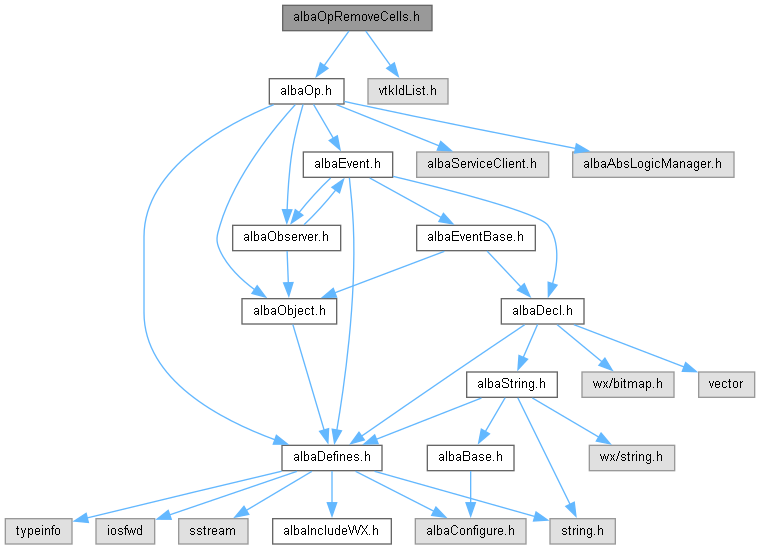 albaOpRemoveCells.h
albaOp.h
vtkIdList.h
albaEvent.h
albaServiceClient.h
albaAbsLogicManager.h
albaObserver.h
albaEventBase.h
albaObject.h
albaDecl.h
albaString.h
wx/bitmap.h
vector
albaDefines.h
albaBase.h
wx/string.h
typeinfo
iosfwd
sstream
albaIncludeWX.h
albaConfigure.h
string.h